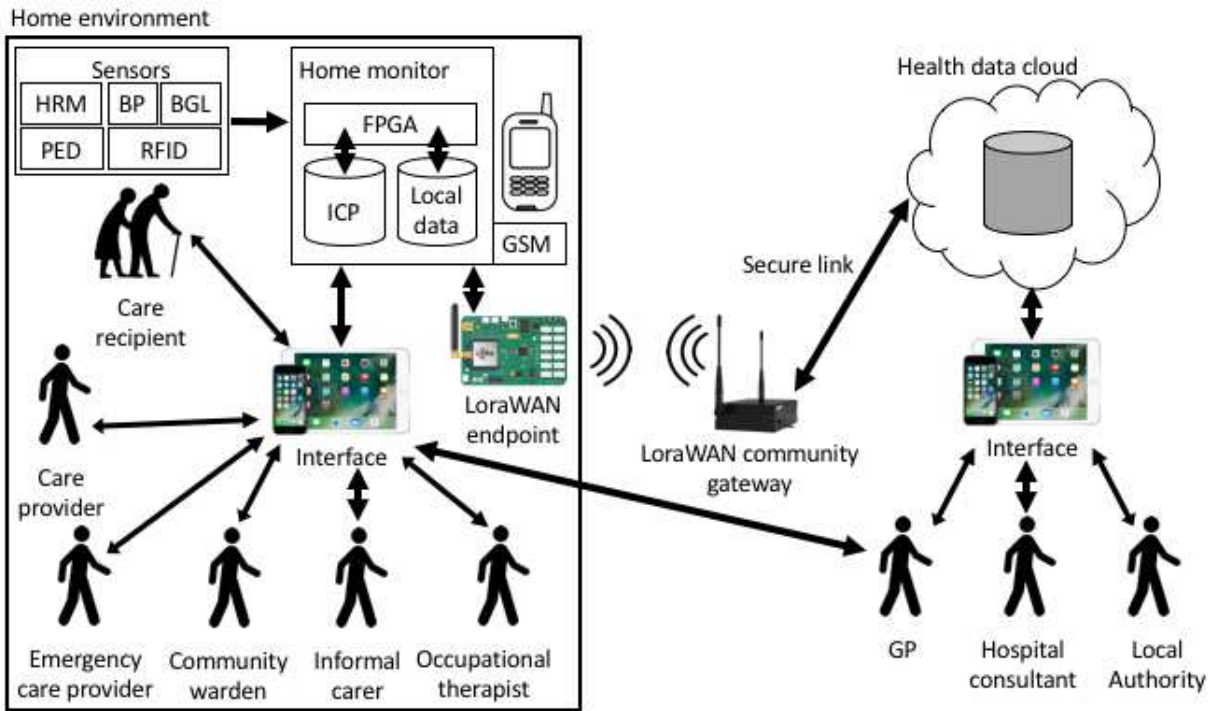 Home environment
Sensors
HRM
BP
BGL
PED
RFID
Home monitor
FPGA
ICP
Local
data
GSM
Care
recipient
LoraWAN
endpoint
Interface
Care
provider
Emergency
care provider
Community
warden
Informal
carer
Occupational
therapist
LoraWAN community
gateway
Secure link
Health data cloud
Interface
GP
Hospital
consultant
Local
Authority